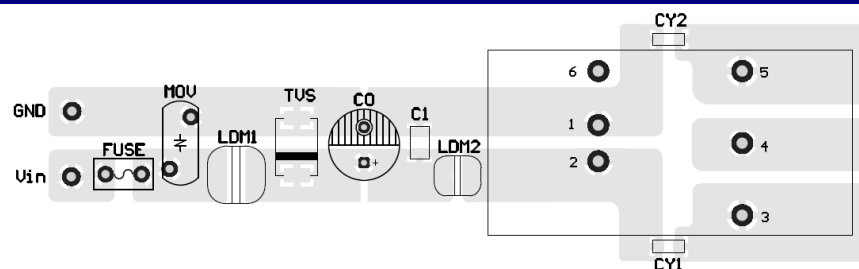 CY2
6
5
MOV
TVS
CO
GND
C1
1
FUSE
LDM1
LDM2
4
Vin
2
+
3
CY1